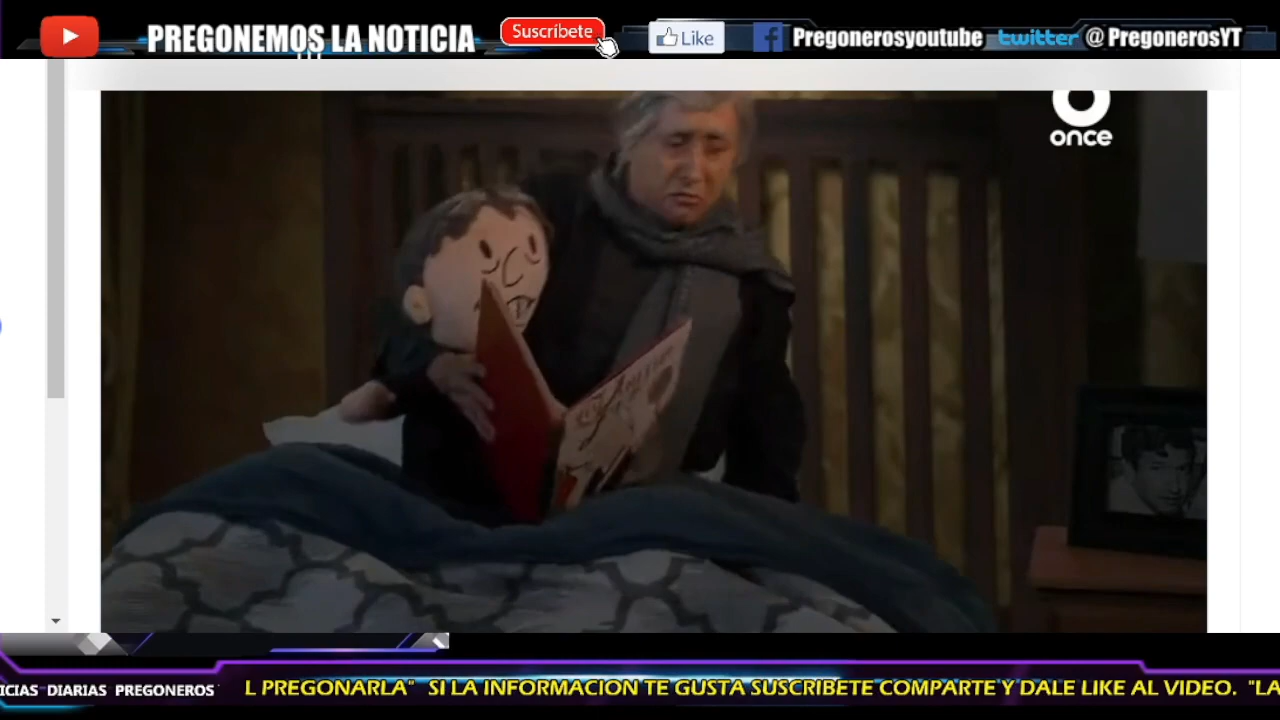 PREGONEMOS LA NOTICIA
Suscríbete
Like
Pregonerosyoutube
twitter @PregonerosYT
once
ICIAS DIARIAS PREGONEROS
L PREGONARLA" SI LA INFORMACION TE GUSTA SUSCRIBETE COMPARTE Y DALE LIKE AL VIDEO. "LA